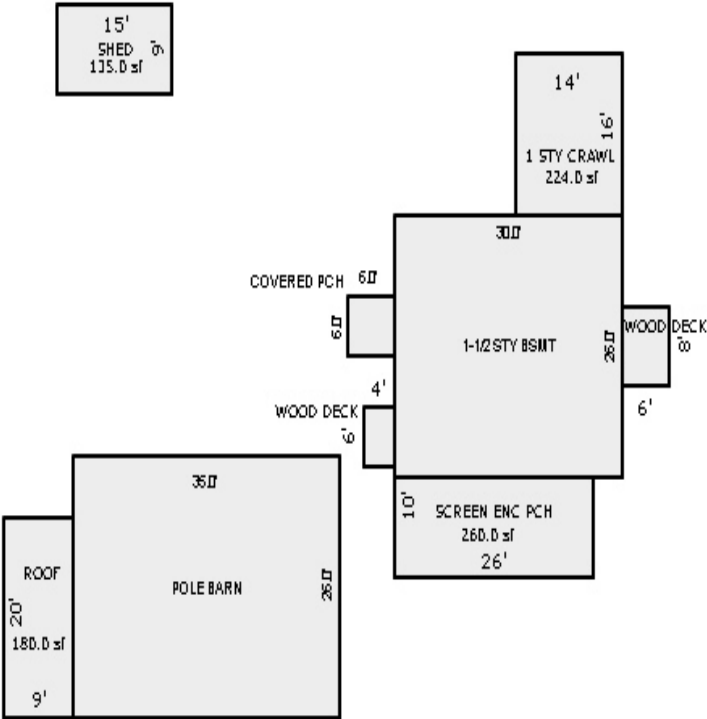 15'
SHED
9'
135.0 sf
14'
16'
1 STY CRAWL
224.0 sf
30.0'
COVERED PCH
6.0'
6.0'
1-1/2 STY BSMT
26.0'
WOOD DECK
8'
6'
4'
WOOD DECK
6'
10'
SCREEN ENC PCH
260.0 sf
26'
36.0'
POLE BARN
26.0'
ROOF
20'
180.0 sf
9'